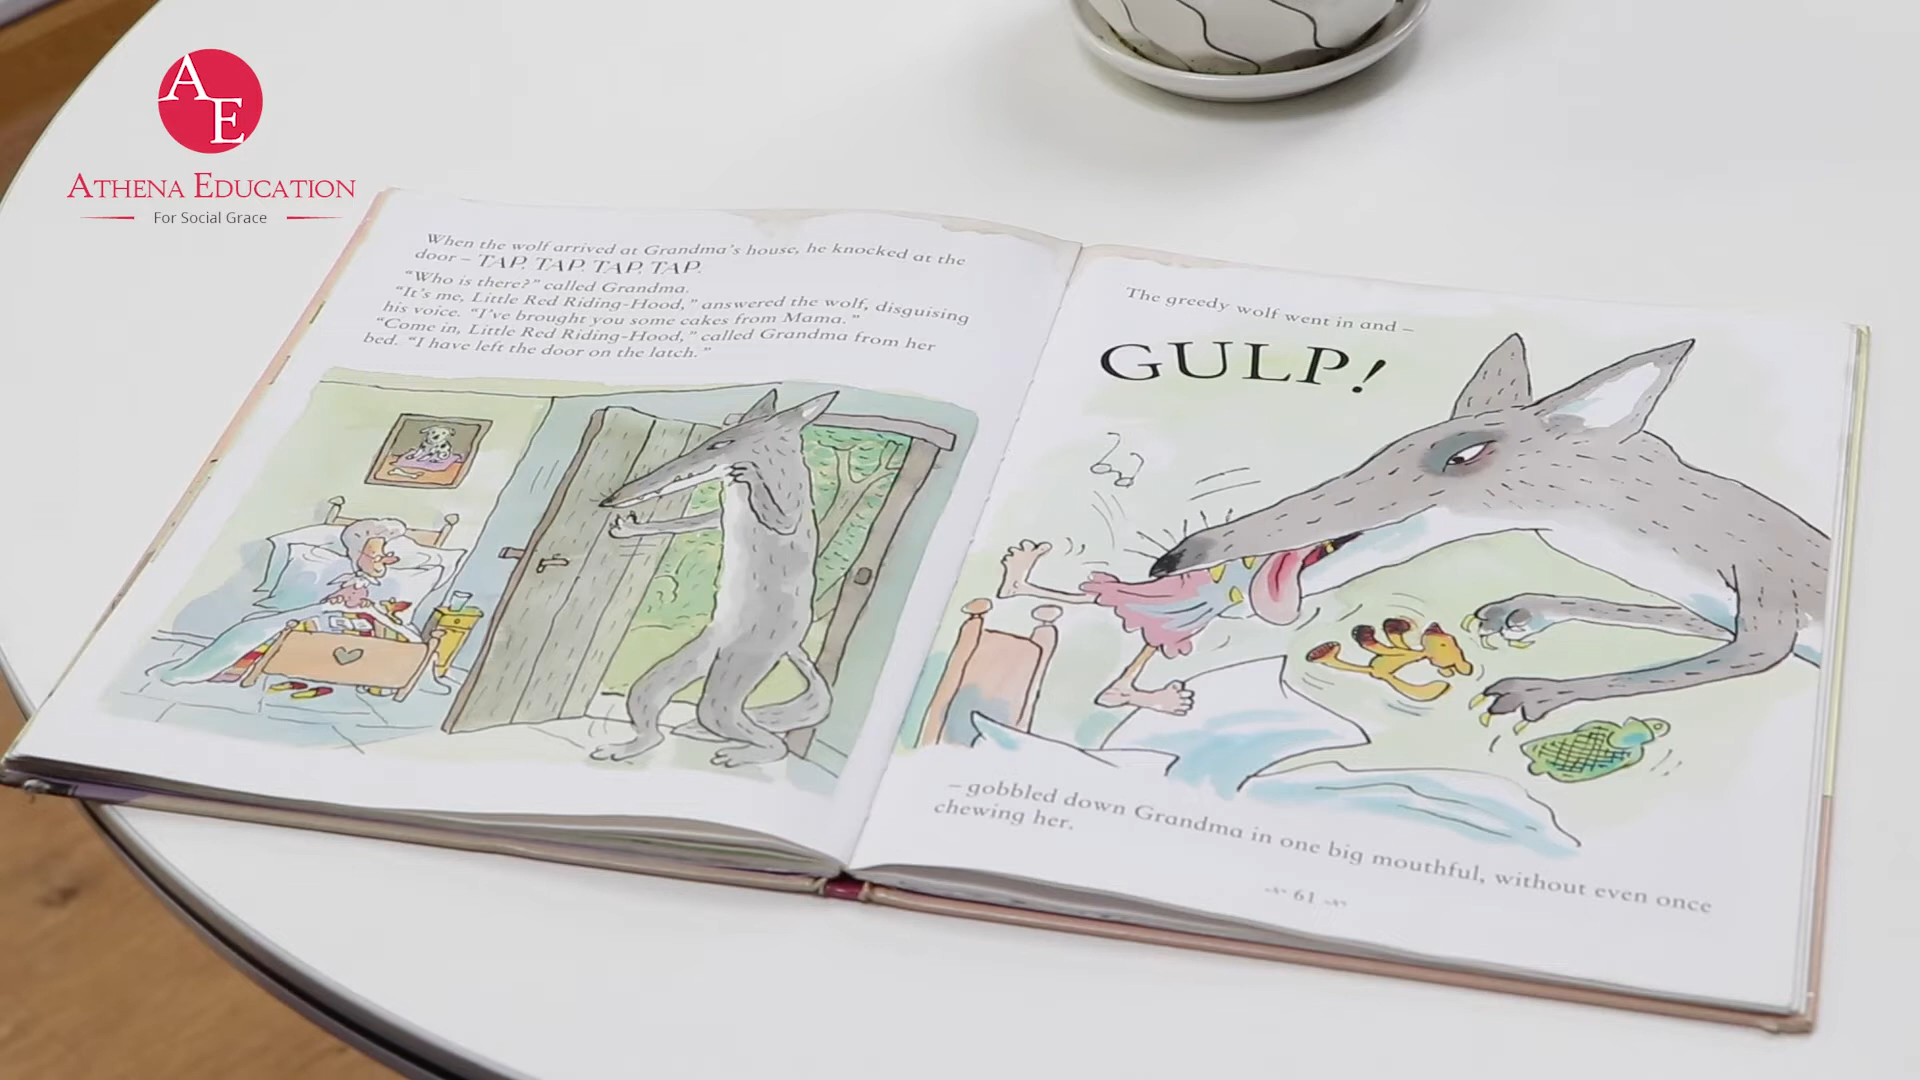 AE
ATHENA EDUCATION
For Social Grace
When the wolf arrived at Grandma's house, he knocked at the
door – TAP, TAP, TAP, TAP.
"Who is there?" called Grandma.
"It's me, Little Red Riding-Hood," answered the wolf, disguising
his voice. "I've brought you some cakes from Mama."
"Come in, Little Red Riding-Hood," called Grandma from her
bed. "I have left the door on the latch."
The greedy wolf went in and –
GULP!
– gobbled down Grandma in one big mouthful, without even once
chewing her.
61